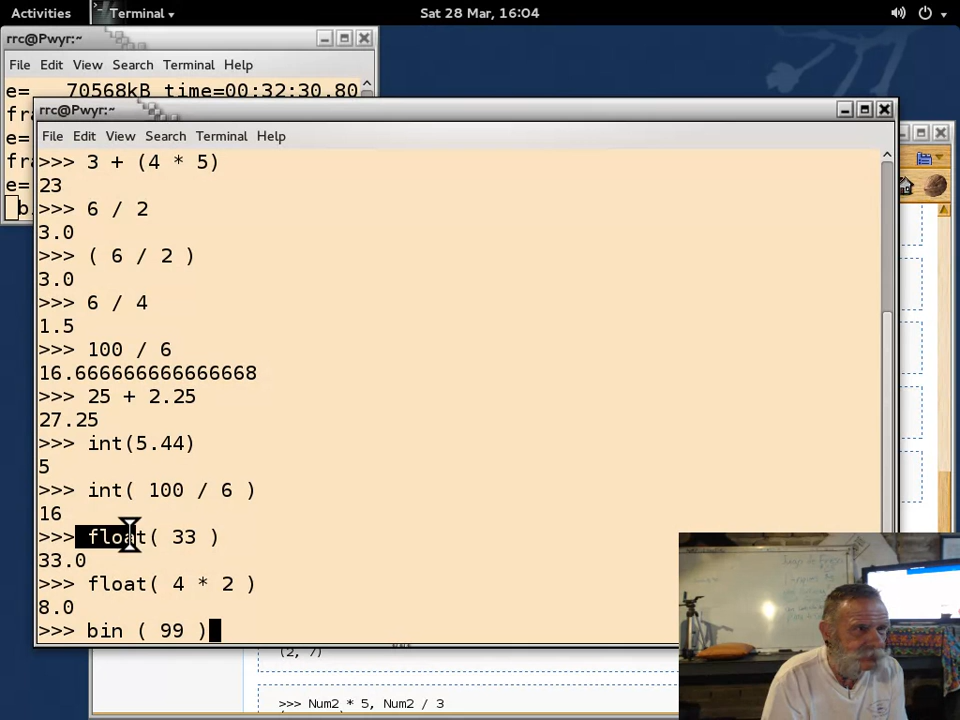 Activities
Terminal
Sat 28 Mar, 16:04
rrc@Pwyr:~
File Edit View Search Terminal Help
e= 70568kB time=00:32:30.80
fra
e=
fr
e=
rrc@Pwyr:~
File Edit View Search Terminal Help
>>> 3 + (4 * 5)
23
>>> 6 / 2
3.0
>>> ( 6 / 2 )
3.0
>>> 6 / 4
1.5
>>> 100 / 6
16.666666666666668
>>> 25 + 2.25
27.25
>>> int(5.44)
5
>>> int( 100 / 6 )
16
>>> float( 33 )
33.0
>>> float( 4 * 2 )
8.0
>>> bin ( 99 )
(2, 7)
>>> Num2 * 5, Num2 / 3